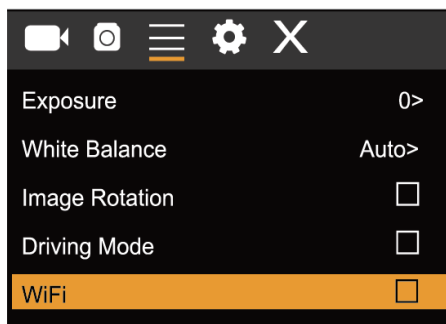 Exposure 0>
White Balance Auto>
Image Rotation
Driving Mode
WiFi